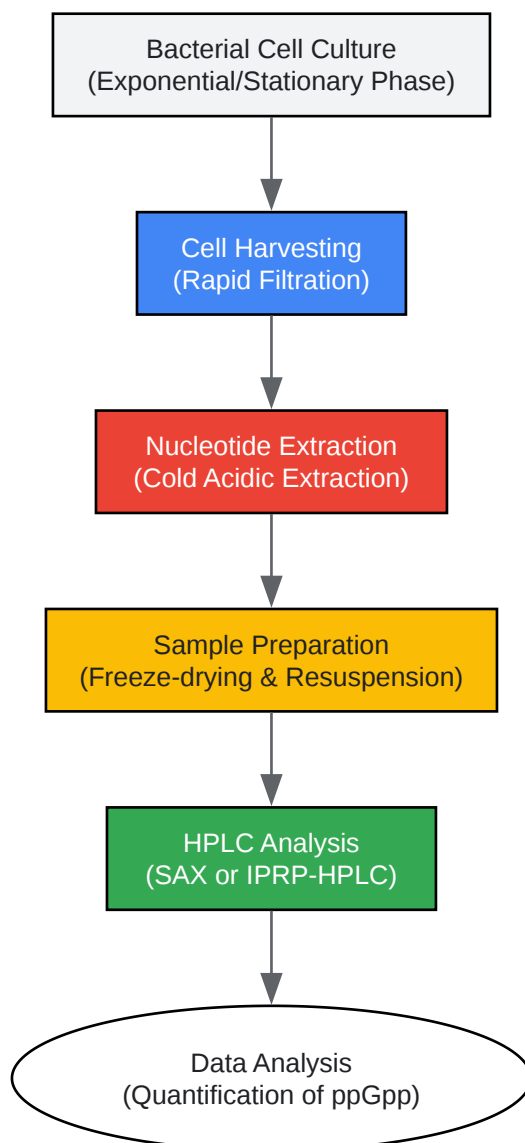 Bacterial Cell Culture
(Exponential/Stationary Phase)
Cell Harvesting
(Rapid Filtration)
Nucleotide Extraction
(Cold Acidic Extraction)
Sample Preparation
(Freeze-drying & Resuspension)
HPLC Analysis
(SAX or IPRP-HPLC)
Data Analysis
(Quantification of ppGpp)